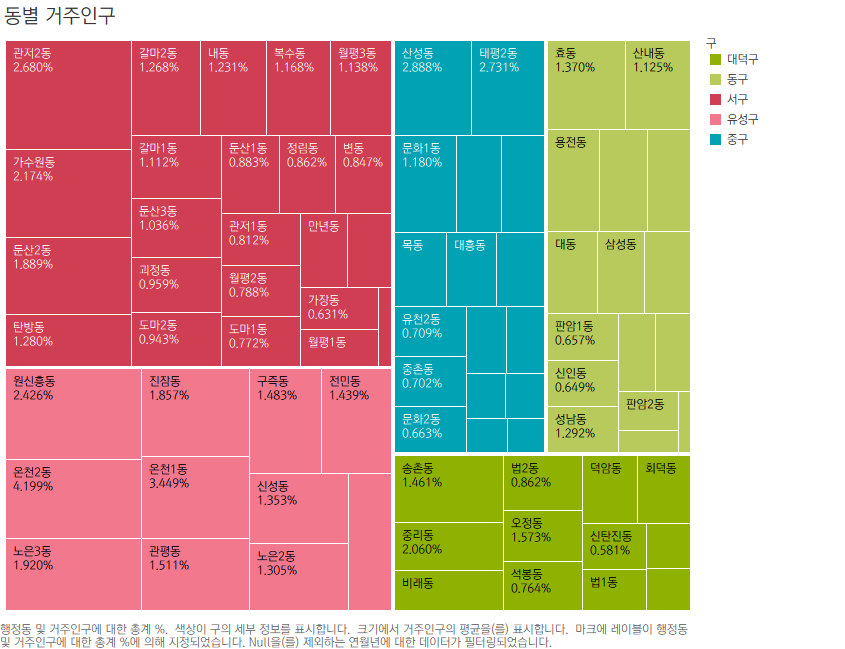 동별 거주인구
관저2동
2.680%
갈마2동
1.268%
내동
1.231%
복수동
1.168%
월평3동
1.138%
가수원동
2.174%
갈마1동
1.112%
둔산1동
0.883%
정림동
0.862%
변동
0.847%
둔산3동
1.036%
관저1동
0.812%
만년동
둔산2동
1.889%
괴정동
0.959%
월평2동
0.788%
가장동
0.631%
탄방동
1.280%
도마2동
0.943%
도마1동
0.772%
월평1동
산성동
2.888%
태평2동
2.731%
문화1동
1.180%
목동
대흥동
유천2동
0.709%
중촌동
0.702%
문화2동
0.663%
효동
1.370%
산내동
1.125%
용전동
대동
삼성동
판암1동
0.657%
신인동
0.649%
판암2동
성남동
1.292%
원신흥동
2.426%
진잠동
1.857%
구즉동
1.483%
전민동
1.439%
온천2동
4.199%
온천1동
3.449%
신성동
1.353%
노은3동
1.920%
관평동
1.511%
노은2동
1.305%
송촌동
1.461%
법2동
0.862%
덕암동
회덕동
중리동
2.060%
오정동
1.573%
신탄진동
0.581%
비래동
석봉동
0.764%
법1동
구
대덕구
동구
서구
유성구
중구
행정동 및 거주인구에 대한 총계 %.  색상이 구의 세부 정보를 표시합니다.  크기에서 거주인구의 평균을(를) 표시합니다.  마크에 레이블이 행정동
및 거주인구에 대한 총계 %에 의해 지정되었습니다. Null을(를) 제외하는 연월년에 대한 데이터가 필터링되었습니다.